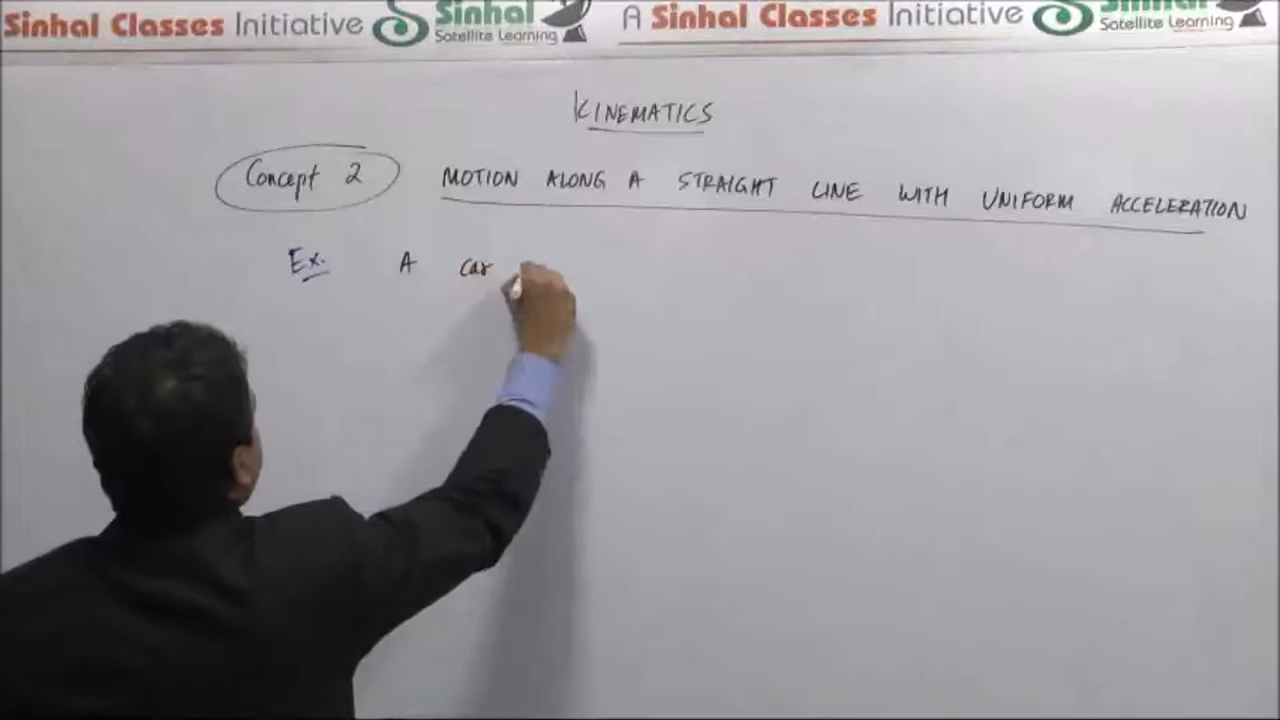 Sinhal Classes Initiative Sinhal Satellite Learning A Sinhal Classes Initiative Sinhal Satellite Learning
KINEMATICS
Concept 2 MOTION ALONG A STRAIGHT LINE WITH UNIFORM ACCELERATION
Ex. A car